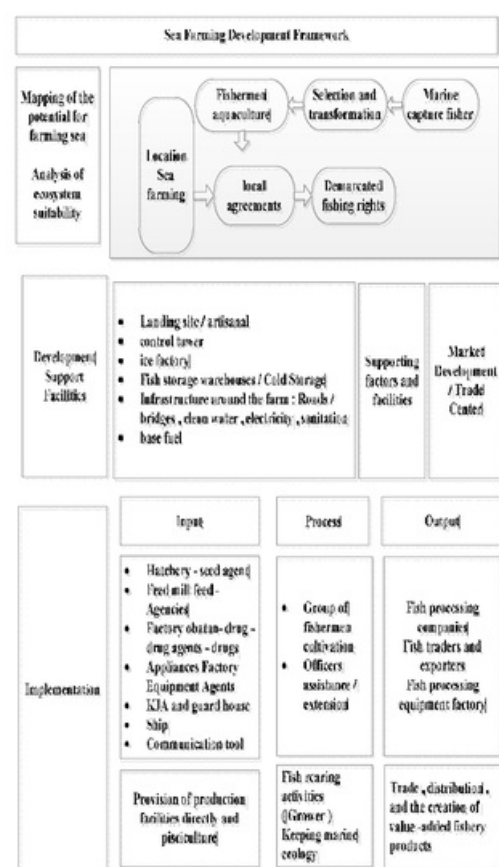 Sea Farming Development Framework
Mapping of the
potential for
farming sea
Analysis of
ecosystem
suitability
Location
Sea
farming
Fishermen
aquaculture
Selection and
transformation
Marine
capture fisher
local
agreements
Demarcated
fishing rights
Development
Support
Facilities
• Landing site / artisanal
• control tower
• ice factory
• Fish storage warehouses / Cold Storage
• Infrastructure around the farm : Roads /
bridges , clean water , electricity , sanitation
• base fuel
Supporting
factors and
facilities
Market
Development
/ Trade
Center
Implementation
Input
• Hatchery - seed agent
• Feed mill feed -
Agencies
• Factory obatan- drug -
drug agents - drugs
• Appliances Factory
Equipment Agents
• KJA and guard house
• Ship
• Communication tool
Provision of production
facilities directly and
pisciculture
Process
• Group of
fishermen
cultivation
• Officers
assistance /
extension
Fish rearing
activities
(Grower )
Keeping marine
ecology
Output
Fish processing
companies
Fish traders and
exporters
Fish processing
equipment factory
Trade , distribution ,
and the creation of
value -added fishery
products